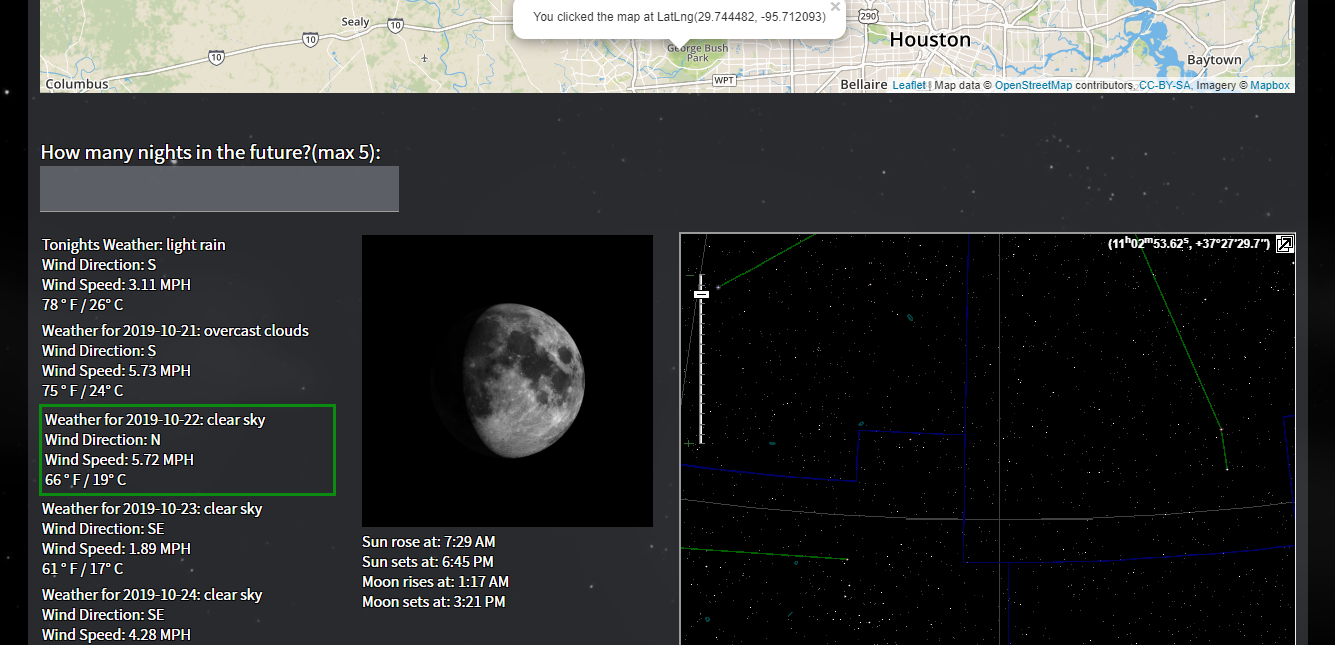 You clicked the map at LatLng(29.744482, -95.712093)
×
Sealy
10
10
10
290
Houston
George Bush
Park
WPT
Baytown
Columbus
Bellaire
Leaflet | Map data © OpenStreetMap contributors, CC-BY-SA, Imagery © Mapbox
How many nights in the future?(max 5):
Tonights Weather: light rain
Wind Direction: S
Wind Speed: 3.11 MPH
78 ° F / 26° C
Weather for 2019-10-21: overcast clouds
Wind Direction: S
Wind Speed: 5.73 MPH
75 ° F / 24° C
Weather for 2019-10-22: clear sky
Wind Direction: N
Wind Speed: 5.72 MPH
66 ° F / 19° C
Weather for 2019-10-23: clear sky
Wind Direction: SE
Wind Speed: 1.89 MPH
61 ° F / 17° C
Weather for 2019-10-24: clear sky
Wind Direction: SE
Wind Speed: 4.28 MPH
Sun rose at: 7:29 AM
Sun sets at: 6:45 PM
Moon rises at: 1:17 AM
Moon sets at: 3:21 PM
(11h02m53.62s, +37°27'29.7")